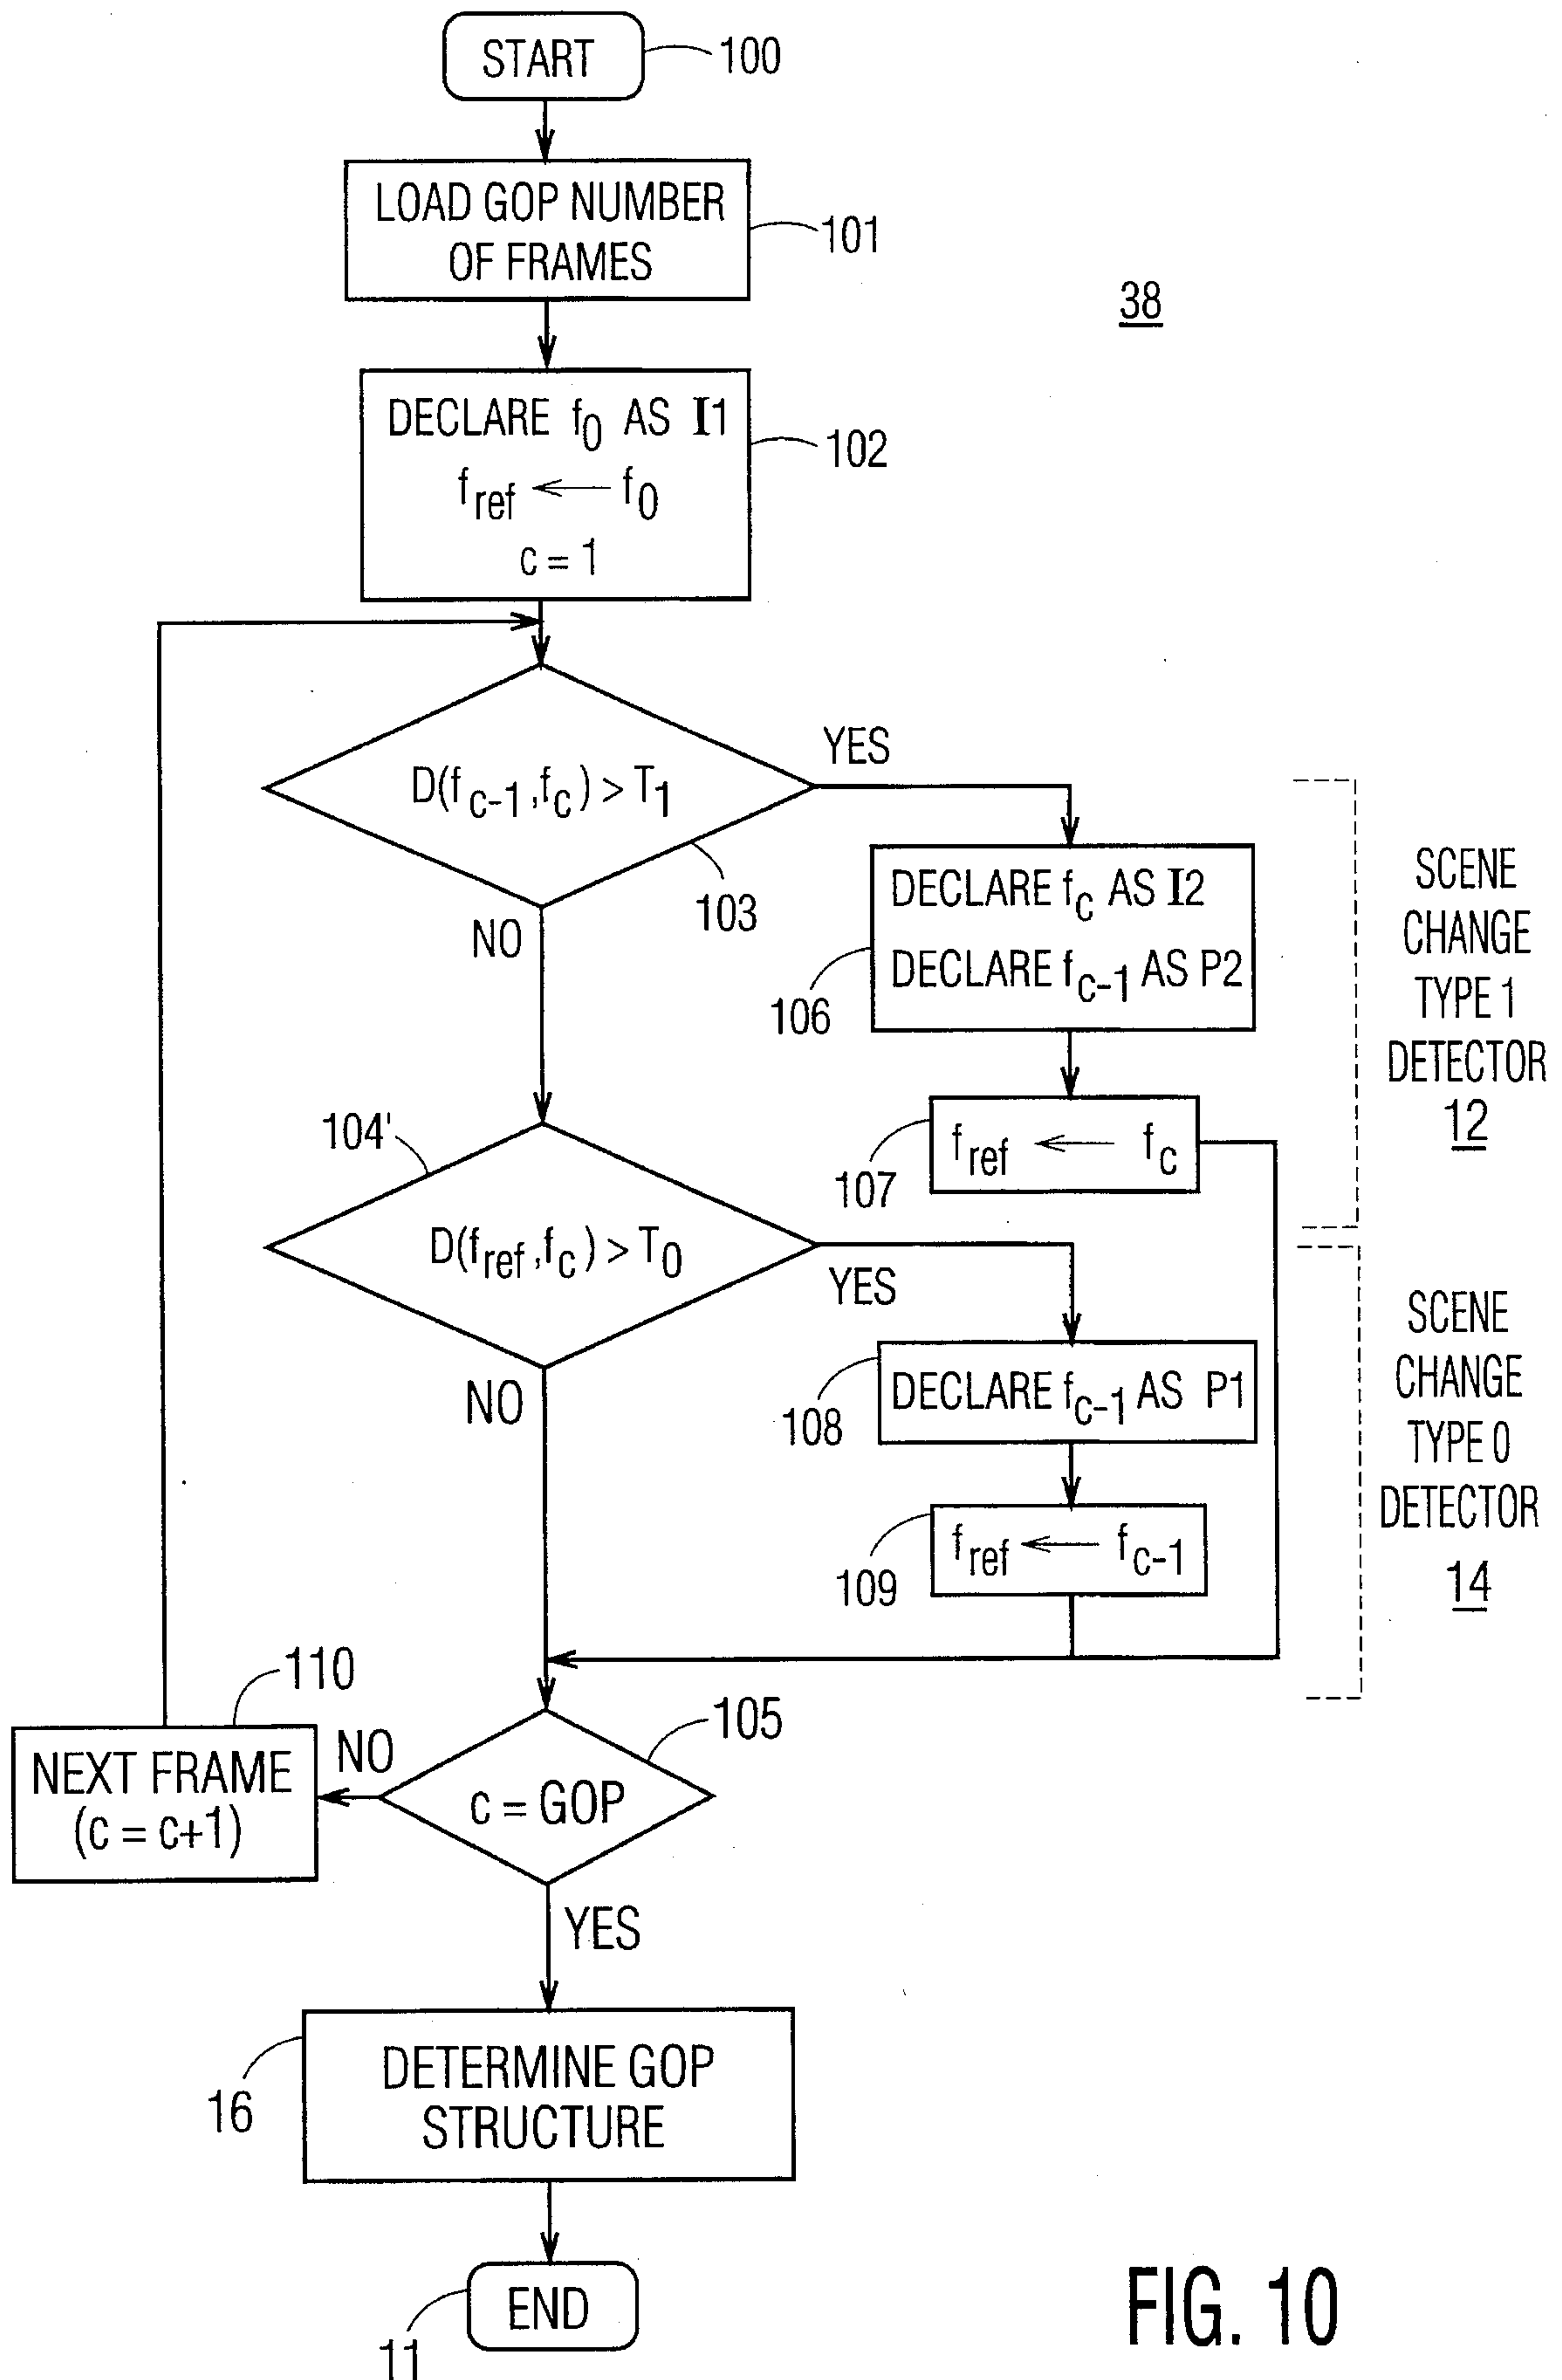 START
100
LOAD GOP NUMBER
OF FRAMES
101
38
DECLARE f0 AS I1
fref ← f0
c = 1
102
D(fc-1,fc) > T1
YES
103
NO
DECLARE fc AS I2
DECLARE fc-1 AS P2
106
fref ← fc
107
SCENE
CHANGE
TYPE 1
DETECTOR
12
104'
D(fref,fc) > T0
YES
NO
DECLARE fc-1 AS P1
108
fref ← fc-1
109
SCENE
CHANGE
TYPE 0
DETECTOR
14
110
NEXT FRAME
(c = c+1)
NO
c = GOP
105
YES
DETERMINE GOP
STRUCTURE
16
END
11
FIG. 10